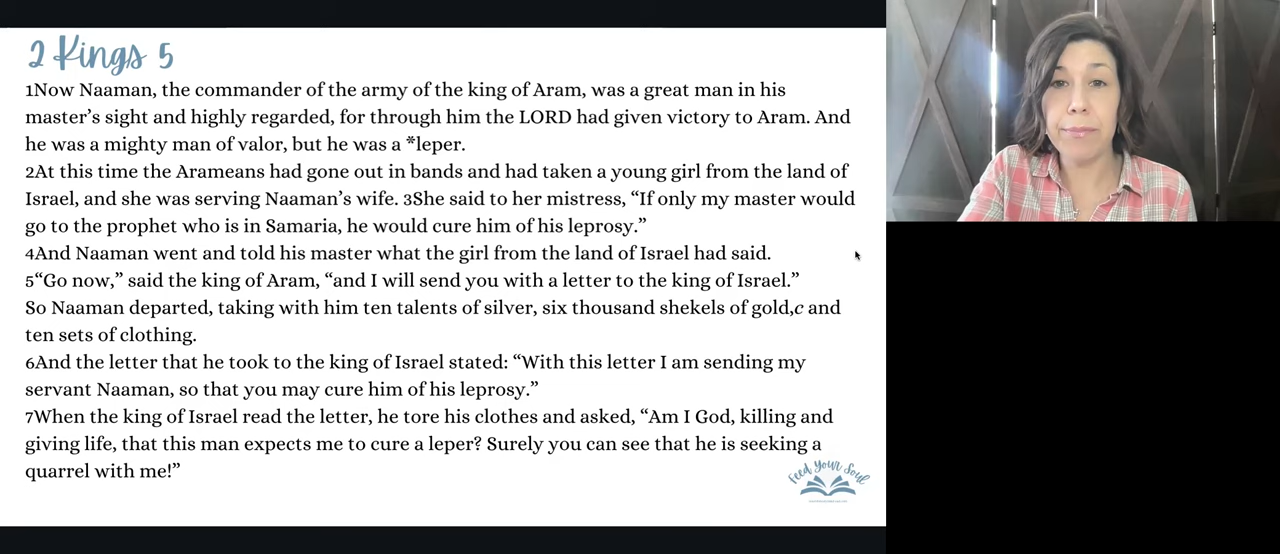 2 Kings 5
1Now Naaman, the commander of the army of the king of Aram, was a great man in his
master’s sight and highly regarded, for through him the LORD had given victory to Aram. And
he was a mighty man of valor, but he was a *leper.
2At this time the Arameans had gone out in bands and had taken a young girl from the land of
Israel, and she was serving Naaman’s wife. 3She said to her mistress, “If only my master would
go to the prophet who is in Samaria, he would cure him of his leprosy.”
4And Naaman went and told his master what the girl from the land of Israel had said.
5“Go now,” said the king of Aram, “and I will send you with a letter to the king of Israel.”
So Naaman departed, taking with him ten talents of silver, six thousand shekels of gold,c and
ten sets of clothing.
6And the letter that he took to the king of Israel stated: “With this letter I am sending my
servant Naaman, so that you may cure him of his leprosy.”
7When the king of Israel read the letter, he tore his clothes and asked, “Am I God, killing and
giving life, that this man expects me to cure a leper? Surely you can see that he is seeking a
quarrel with me!”
Feed Your Soul